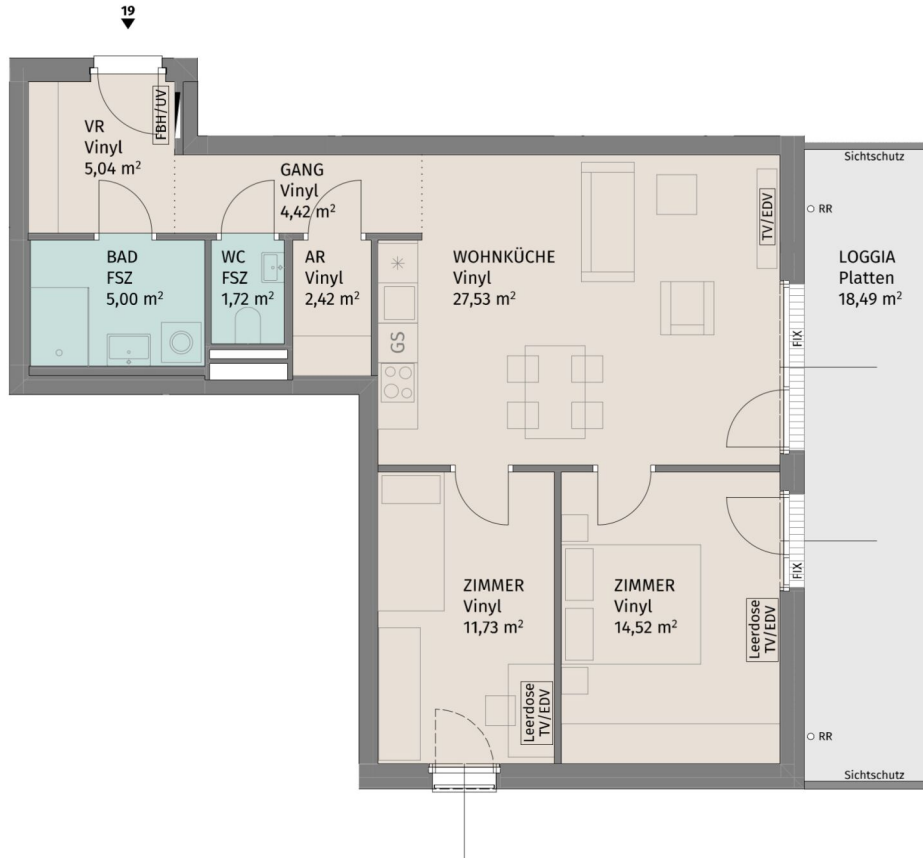 19
FBH/UV
VR
Vinyl
5,04 m²
GANG
Vinyl
4,42 m²
Sichtschutz
RR
TV/EDV
BAD
FSZ
5,00 m²
WC
FSZ
1,72 m²
AR
Vinyl
2,42 m²
WOHNKÜCHE
Vinyl
27,53 m²
LOGGIA
Platten
18,49 m²
GS
FIX
FIX
ZIMMER
Vinyl
11,73 m²
ZIMMER
Vinyl
14,52 m²
Leerdose
TV/EDV
Leerdose
TV/EDV
RR
Sichtschutz